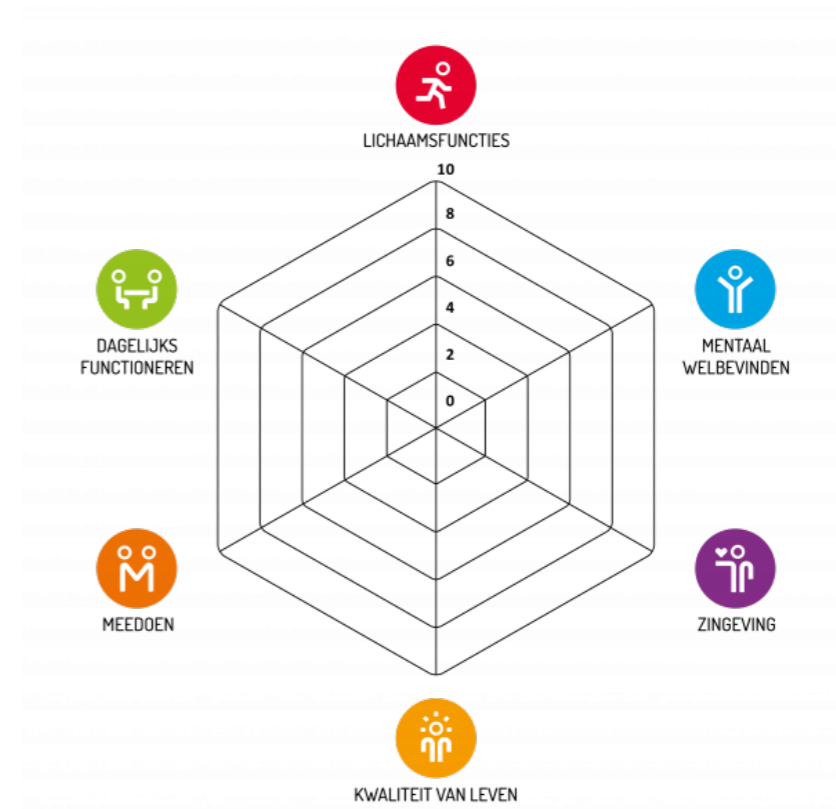 LICHAAMSFUNCTIES
10
8
6
4
2
0
DAGELIJKS
FUNCTIONEREN
MENTAAL
WELBEVINDEN
MEEDOEN
ZINGEVING
KWALITEIT VAN LEVEN